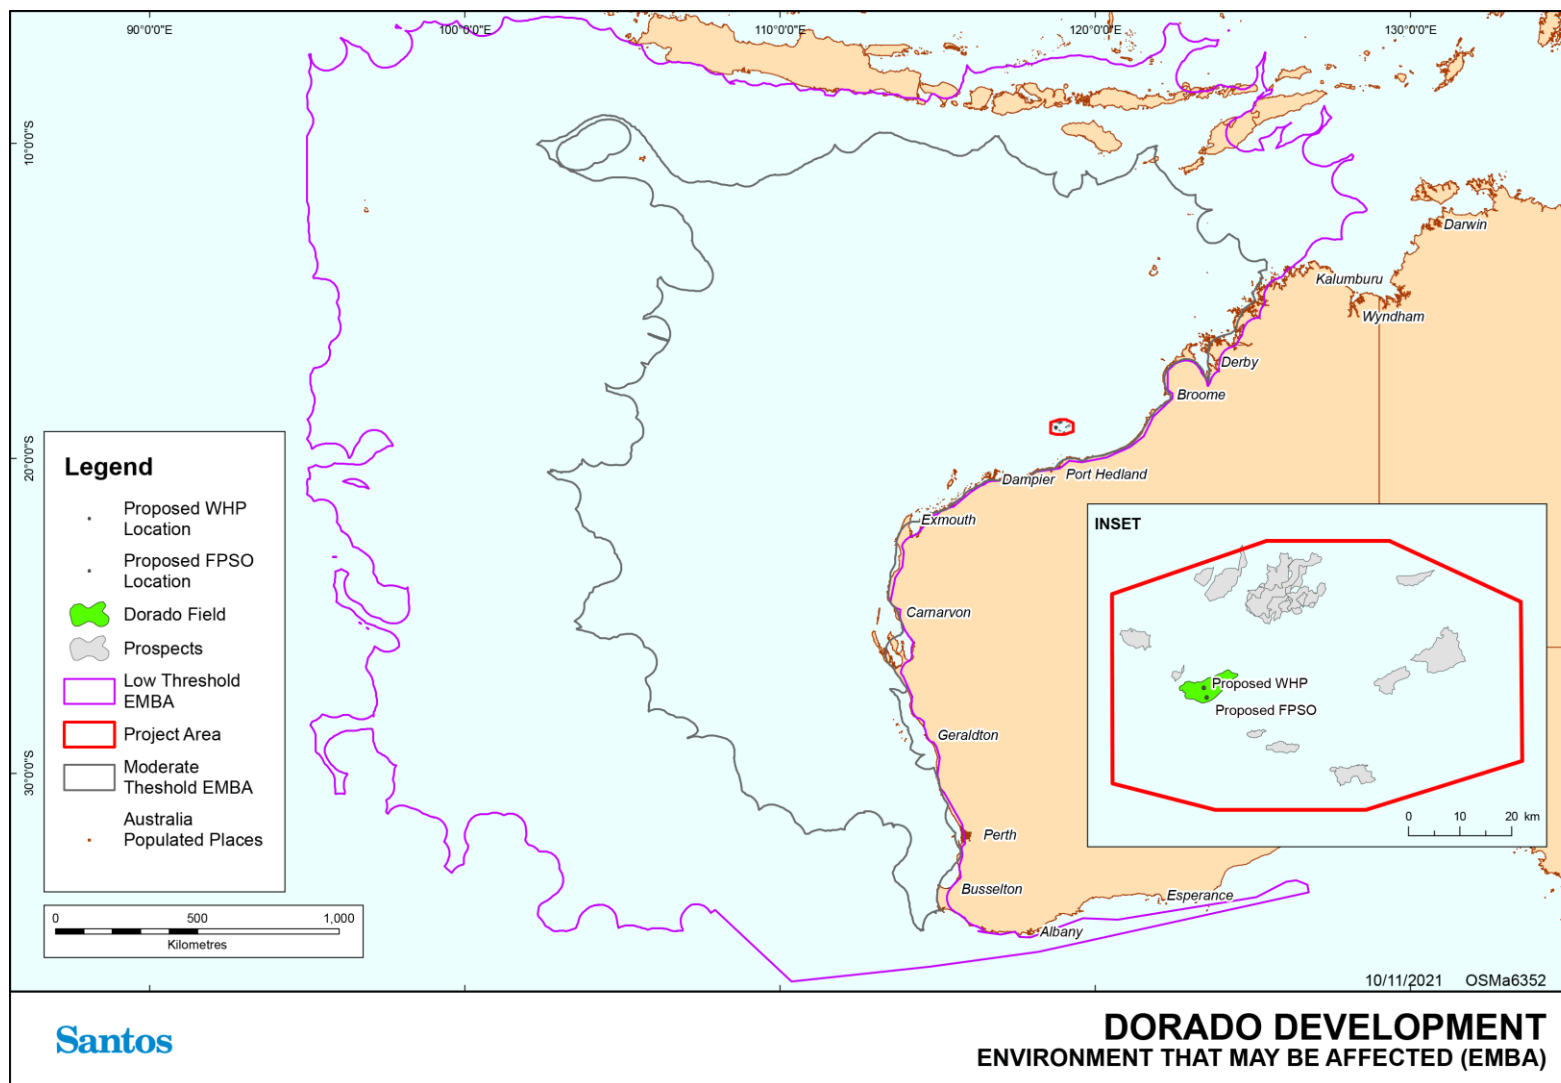 90°0'0"E
100°0'0"E
110°0'0"E
120°0'0"E
130°0'0"E
10°0'0"S
20°0'0"S
30°0'0"S
Darwin
Kalumburu
Wyndham
Derby
Broome
Port Hedland
Dampier
Exmouth
Carnarvon
Geraldton
Perth
Busselton
Albany
Esperance
Legend
Proposed WHP
Location
Proposed FPSO
Location
Dorado Field
Prospects
Low Threshold
EMBA
Project Area
Moderate
Theshold EMBA
Australia
Populated Places
0 500 1,000
Kilometres
INSET
Proposed WHP
Proposed FPSO
0 10 20 km
10/11/2021 OSMa6352
Santos
DORADO DEVELOPMENT
ENVIRONMENT THAT MAY BE AFFECTED (EMBA)